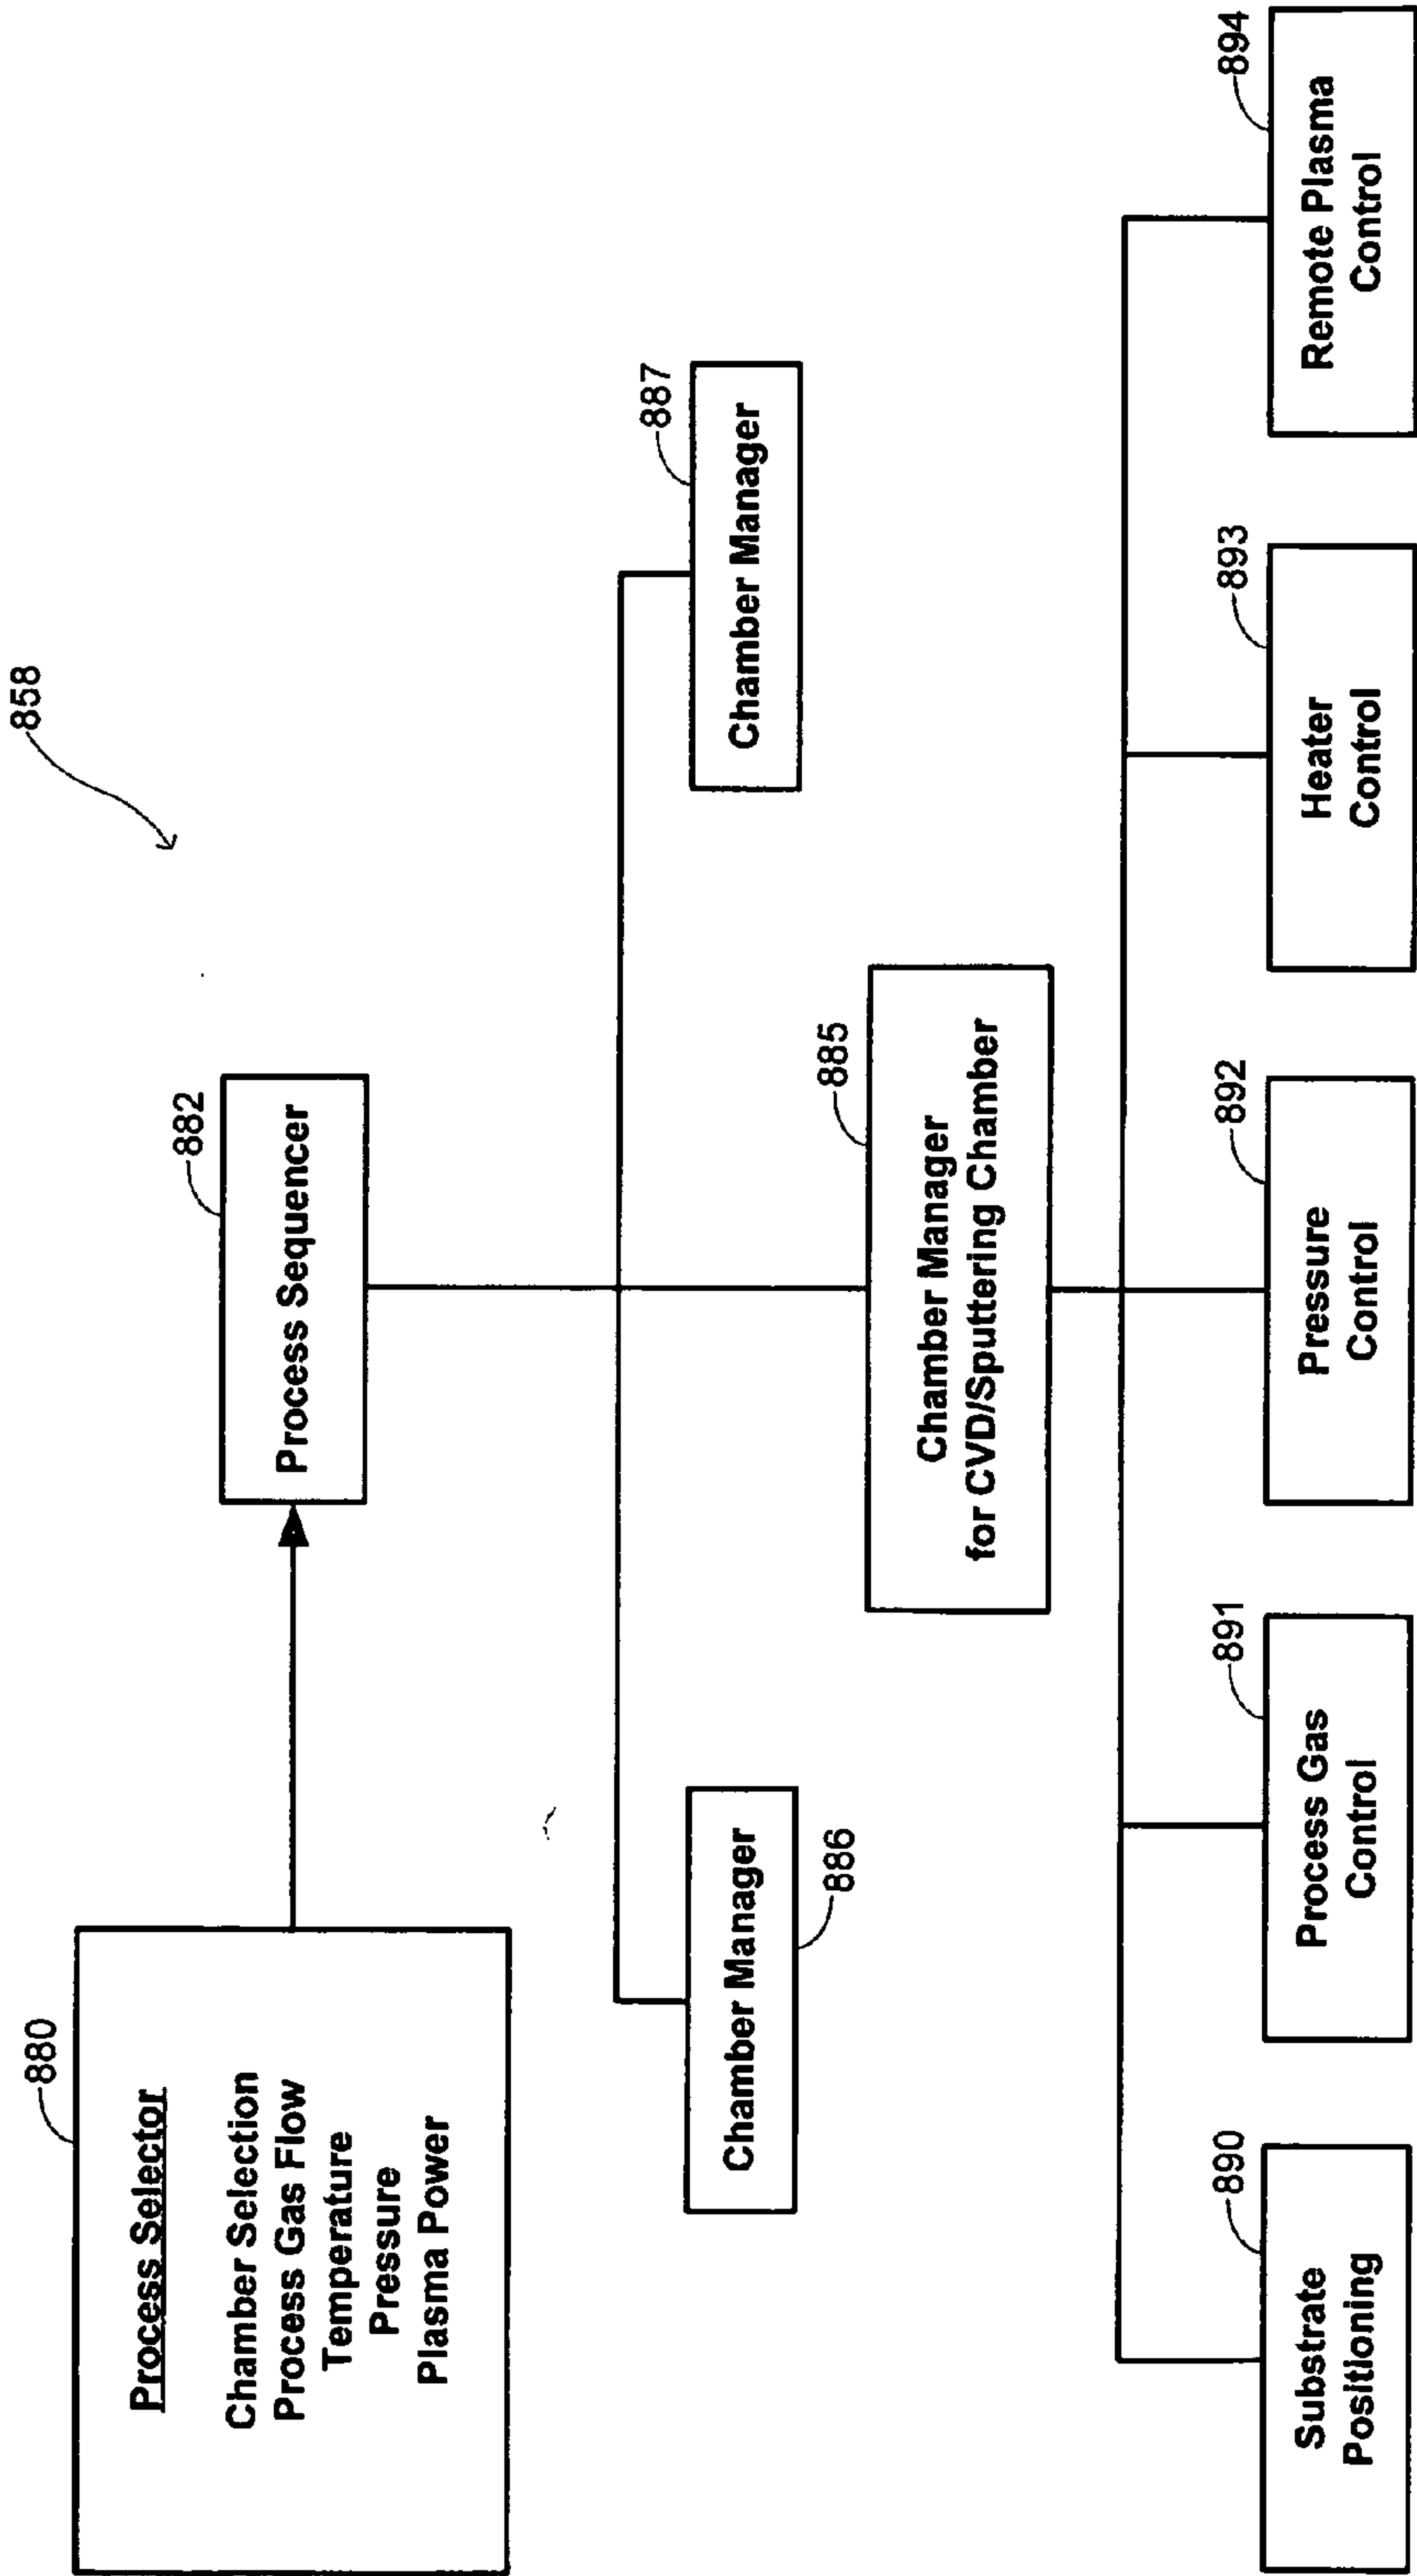 858
880
Process Selector
Chamber Selection
Process Gas Flow
Temperature
Pressure
Plasma Power
882
Process Sequencer
Chamber Manager
886
887
Chamber Manager
885
Chamber Manager
for CVD/Sputtering Chamber
890
Substrate
Positioning
891
Process Gas
Control
892
Pressure
Control
893
Heater
Control
894
Remote Plasma
Control